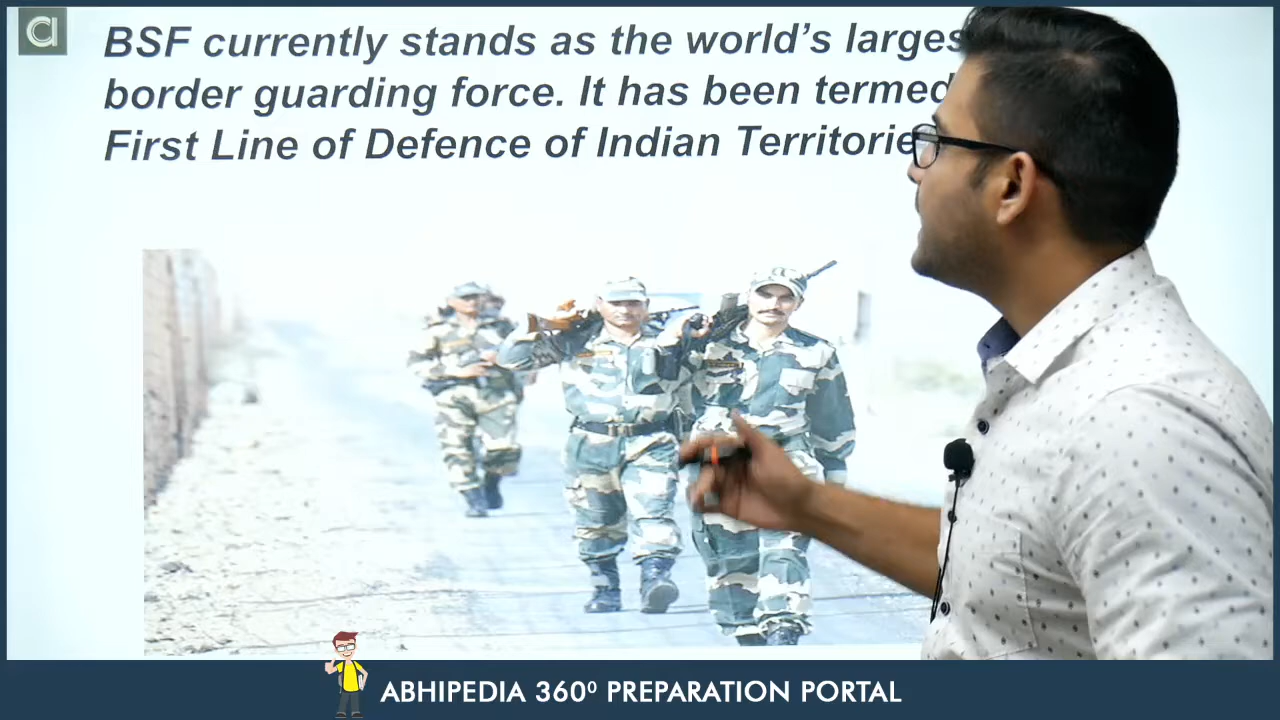 BSF currently stands as the world's larges
border guarding force. It has been termed
First Line of Defence of Indian Territorie
ABHIPEDIA 360⁰ PREPARATION PORTAL